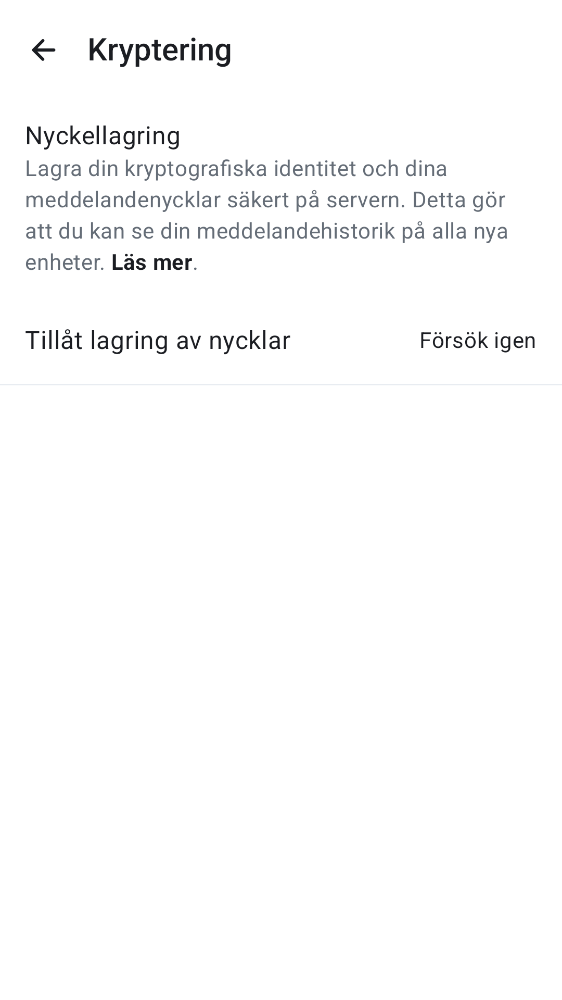 Kryptering
Nyckellagring
Lagra din kryptografiska identitet och dina
meddelandenycklar säkert på servern. Detta gör
att du kan se din meddelandehistorik på alla nya
enheter. Läs mer.
Tillåt lagring av nycklar Försök igen